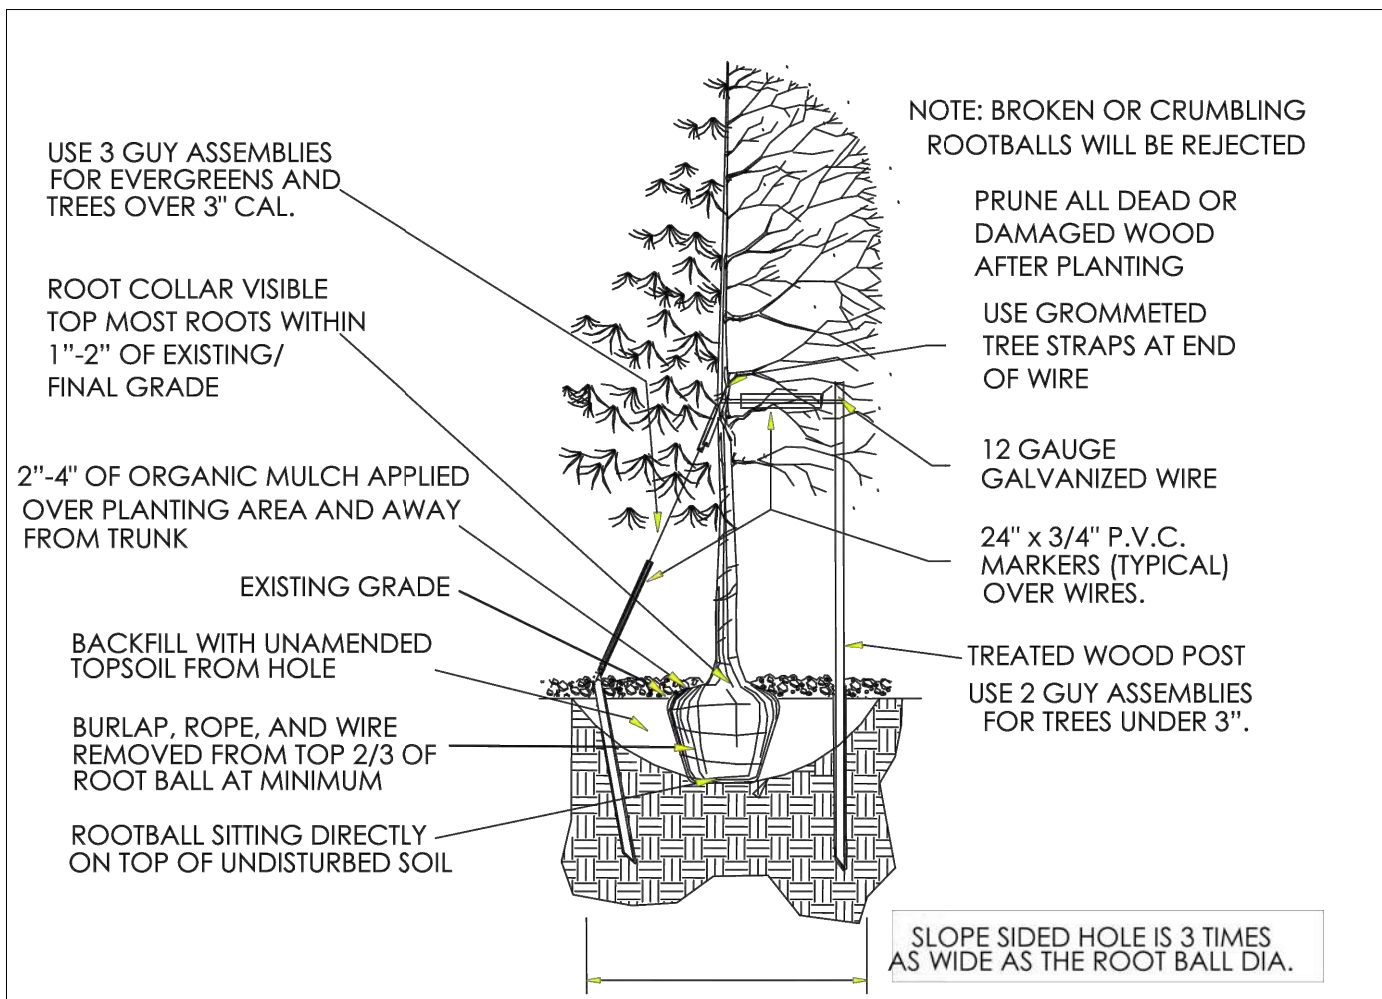 USE 3 GUY ASSEMBLIES
FOR EVERGREENS AND
TREES OVER 3" CAL.
ROOT COLLAR VISIBLE
TOP MOST ROOTS WITHIN
1”-2” OF EXISTING/
FINAL GRADE
2”-4" OF ORGANIC MULCH APPLIED
OVER PLANTING AREA AND AWAY
FROM TRUNK
EXISTING GRADE
BACKFILL WITH UNAMENDED
TOPSOIL FROM HOLE
BURLAP, ROPE, AND WIRE
REMOVED FROM TOP 2/3 OF
ROOT BALL AT MINIMUM
ROOTBALL SITTING DIRECTLY
ON TOP OF UNDISTURBED SOIL
NOTE: BROKEN OR CRUMBLING
ROOTBALLS WILL BE REJECTED
PRUNE ALL DEAD OR
DAMAGED WOOD
AFTER PLANTING
USE GROMMETED
TREE STRAPS AT END
OF WIRE
12 GAUGE
GALVANIZED WIRE
24" x 3/4" P.V.C.
MARKERS (TYPICAL)
OVER WIRES.
TREATED WOOD POST
USE 2 GUY ASSEMBLIES
FOR TREES UNDER 3”.
SLOPE SIDED HOLE IS 3 TIMES
AS WIDE AS THE ROOT BALL DIA.